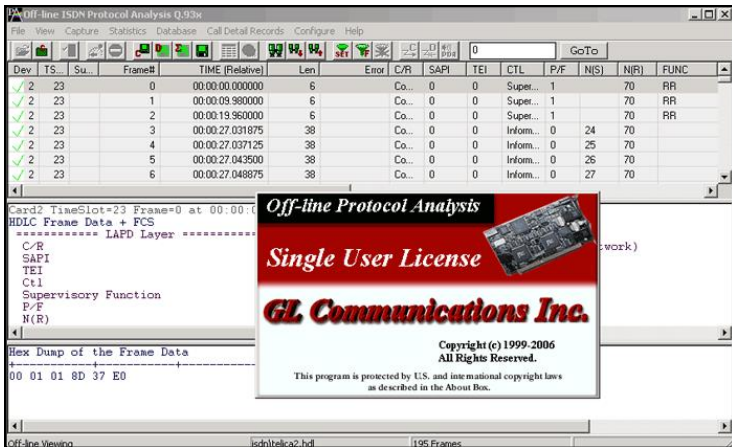 Off-line ISDN Protocol Analysis Q.93x
File View Capture Statistics Database Call Detail Records Configure Help
0 GoTo
Dev TS... Su... Frame# TIME (Relative) Len Error C/R SAPI TEI CTL P/F N(S) N(R) FUNC
2 23 0 00:00:00.000000 6 Co... 0 0 Super... 1 70 RR
2 23 1 00:00:09.980000 6 Co... 0 0 Super... 1 70 RR
2 23 2 00:00:19.960000 6 Co... 0 0 Super... 1 70 RR
2 23 3 00:00:27.031875 38 Co... 0 0 Inform... 0 24 70
2 23 4 00:00:27.037125 38 Co... 0 0 Inform... 0 25 70
2 23 5 00:00:27.043500 38 Co... 0 0 Inform... 0 26 70
2 23 6 00:00:27.048875 38 Co... 0 0 Inform... 0 27 70
Card2 TimeSlot=23 Frame=0 at 00:00:
HDLC Frame Data + FCS
=========== LAPD Layer ===========
C/R
SAPI
TEI
Ctl
Supervisory Function
P/F
N(R)
work)
Off-line Protocol Analysis
Single User License
GL Communications Inc.
Copyright (c) 1999-2006
All Rights Reserved.
This program is protected by U.S. and international copyright laws
as described in the About Box.
Hex Dump of the Frame Data
00 01 01 8D 37 E0
Off-line Viewing isdn\telica2.hdl 195 Frames